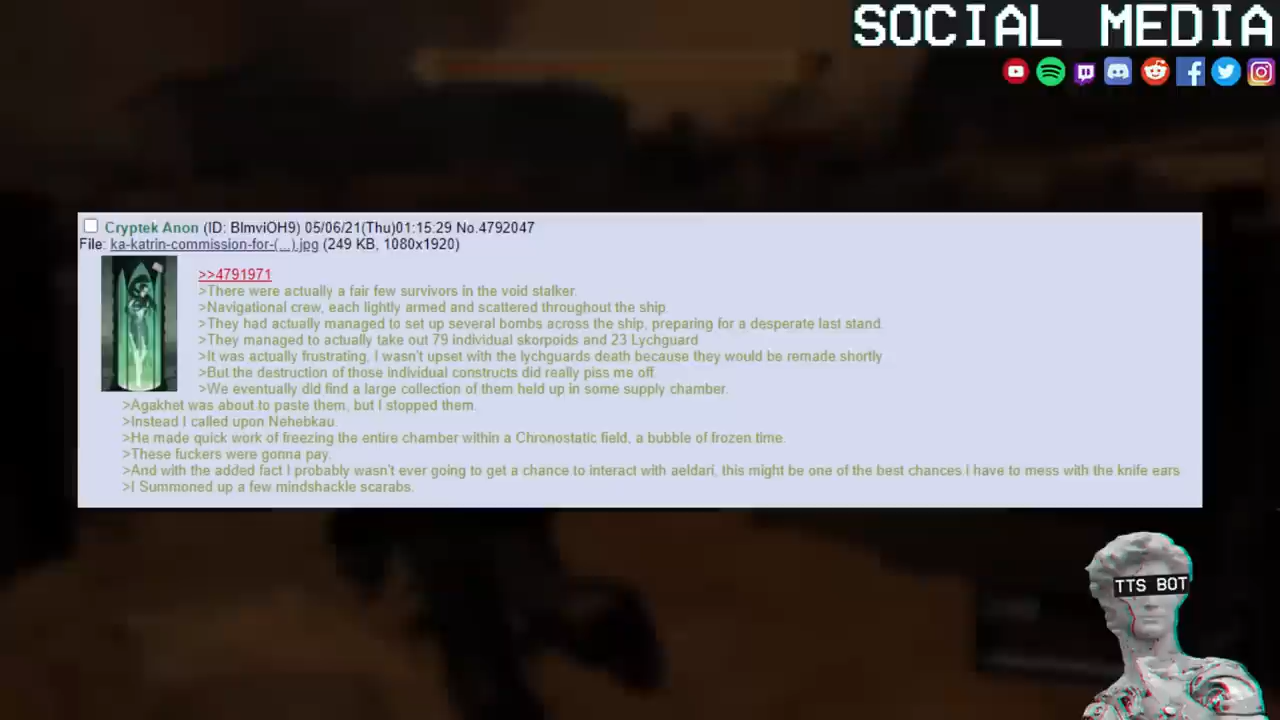 SOCIAL MEDIA
Cryptek Anon (ID: BlmviOH9) 05/06/21(Thu)01:15:29 No.4792047
File: ka-katrin-commission-for-(...).jpg (249 KB, 1080x1920)
>>4791971
>There were actually a fair few survivors in the void stalker.
>Navigational crew, each lightly armed and scattered throughout the ship.
>They had actually managed to set up several bombs across the ship, preparing for a desperate last stand.
>They managed to actually take out 79 individual skorpoids and 23 Lychguard
>It was actually frustrating, I wasn't upset with the lychguards death because they would be remade shortly
>But the destruction of those individual constructs did really piss me off.
>We eventually did find a large collection of them held up in some supply chamber.
>Agakhet was about to paste them, but I stopped them.
>Instead I called upon Nehebkau.
>He made quick work of freezing the entire chamber within a Chronostatic field, a bubble of frozen time.
>These fuckers were gonna pay.
>And with the added fact I probably wasn't ever going to get a chance to interact with aeldari, this might be one of the best chances I have to mess with the knife ears
>I Summoned up a few mindshackle scarabs.
TTS BOT